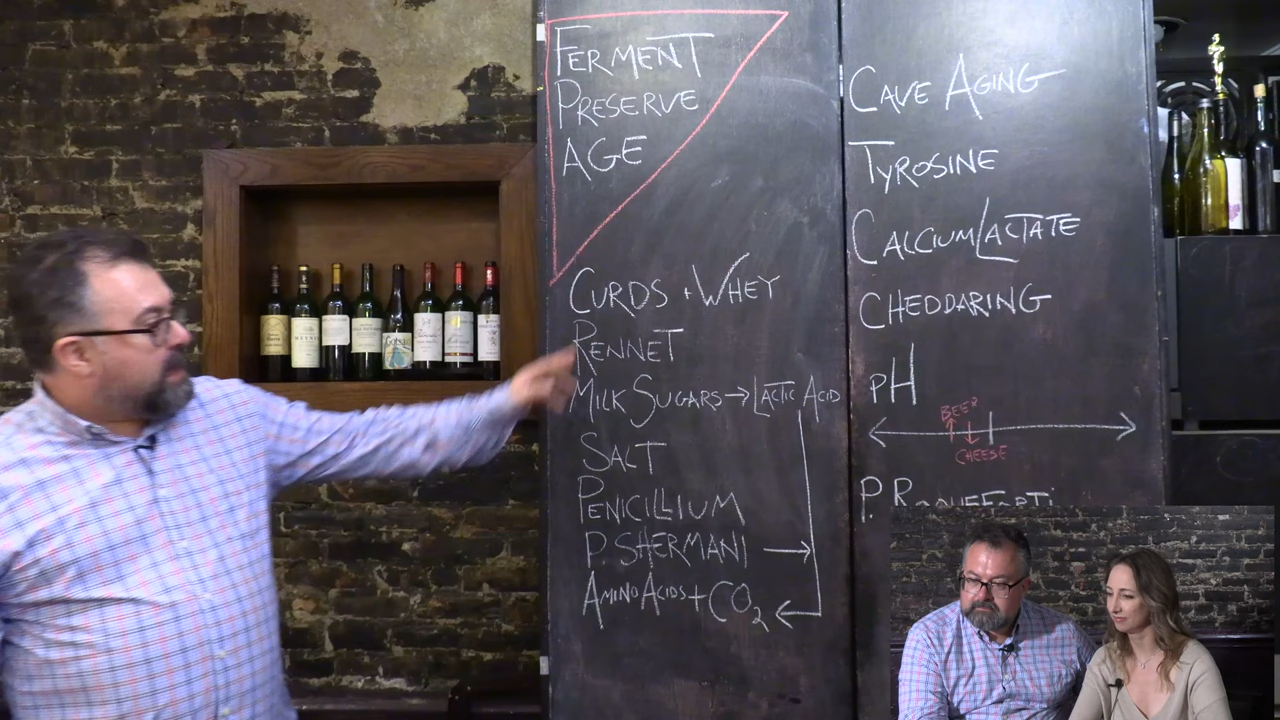 FERMENT
PRESERVE
AGE
CURDS + WHEY
RENNET
MILK SUGARS → LACTIC ACID
SALT
PENICILLIUM
P. SHERMANI →
AMINO ACIDS + CO2 ←
CAVE AGING
TYROSINE
CALCIUM LACTATE
CHEDDARING
pH
BEER
CHEESE
P. ROQUEFORTI